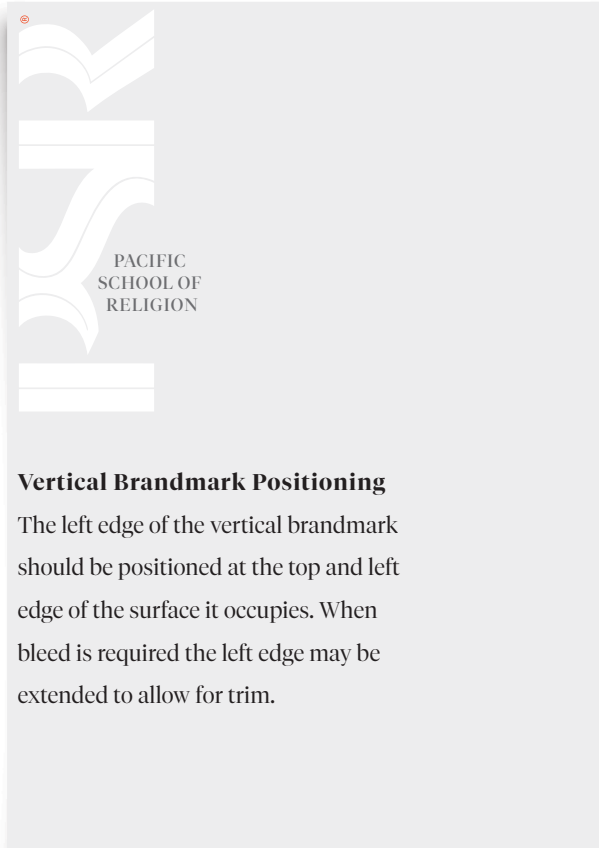 ®
PSR
PACIFIC
SCHOOL OF
RELIGION
Vertical Brandmark Positioning
The left edge of the vertical brandmark
should be positioned at the top and left
edge of the surface it occupies. When
bleed is required the left edge may be
extended to allow for trim.